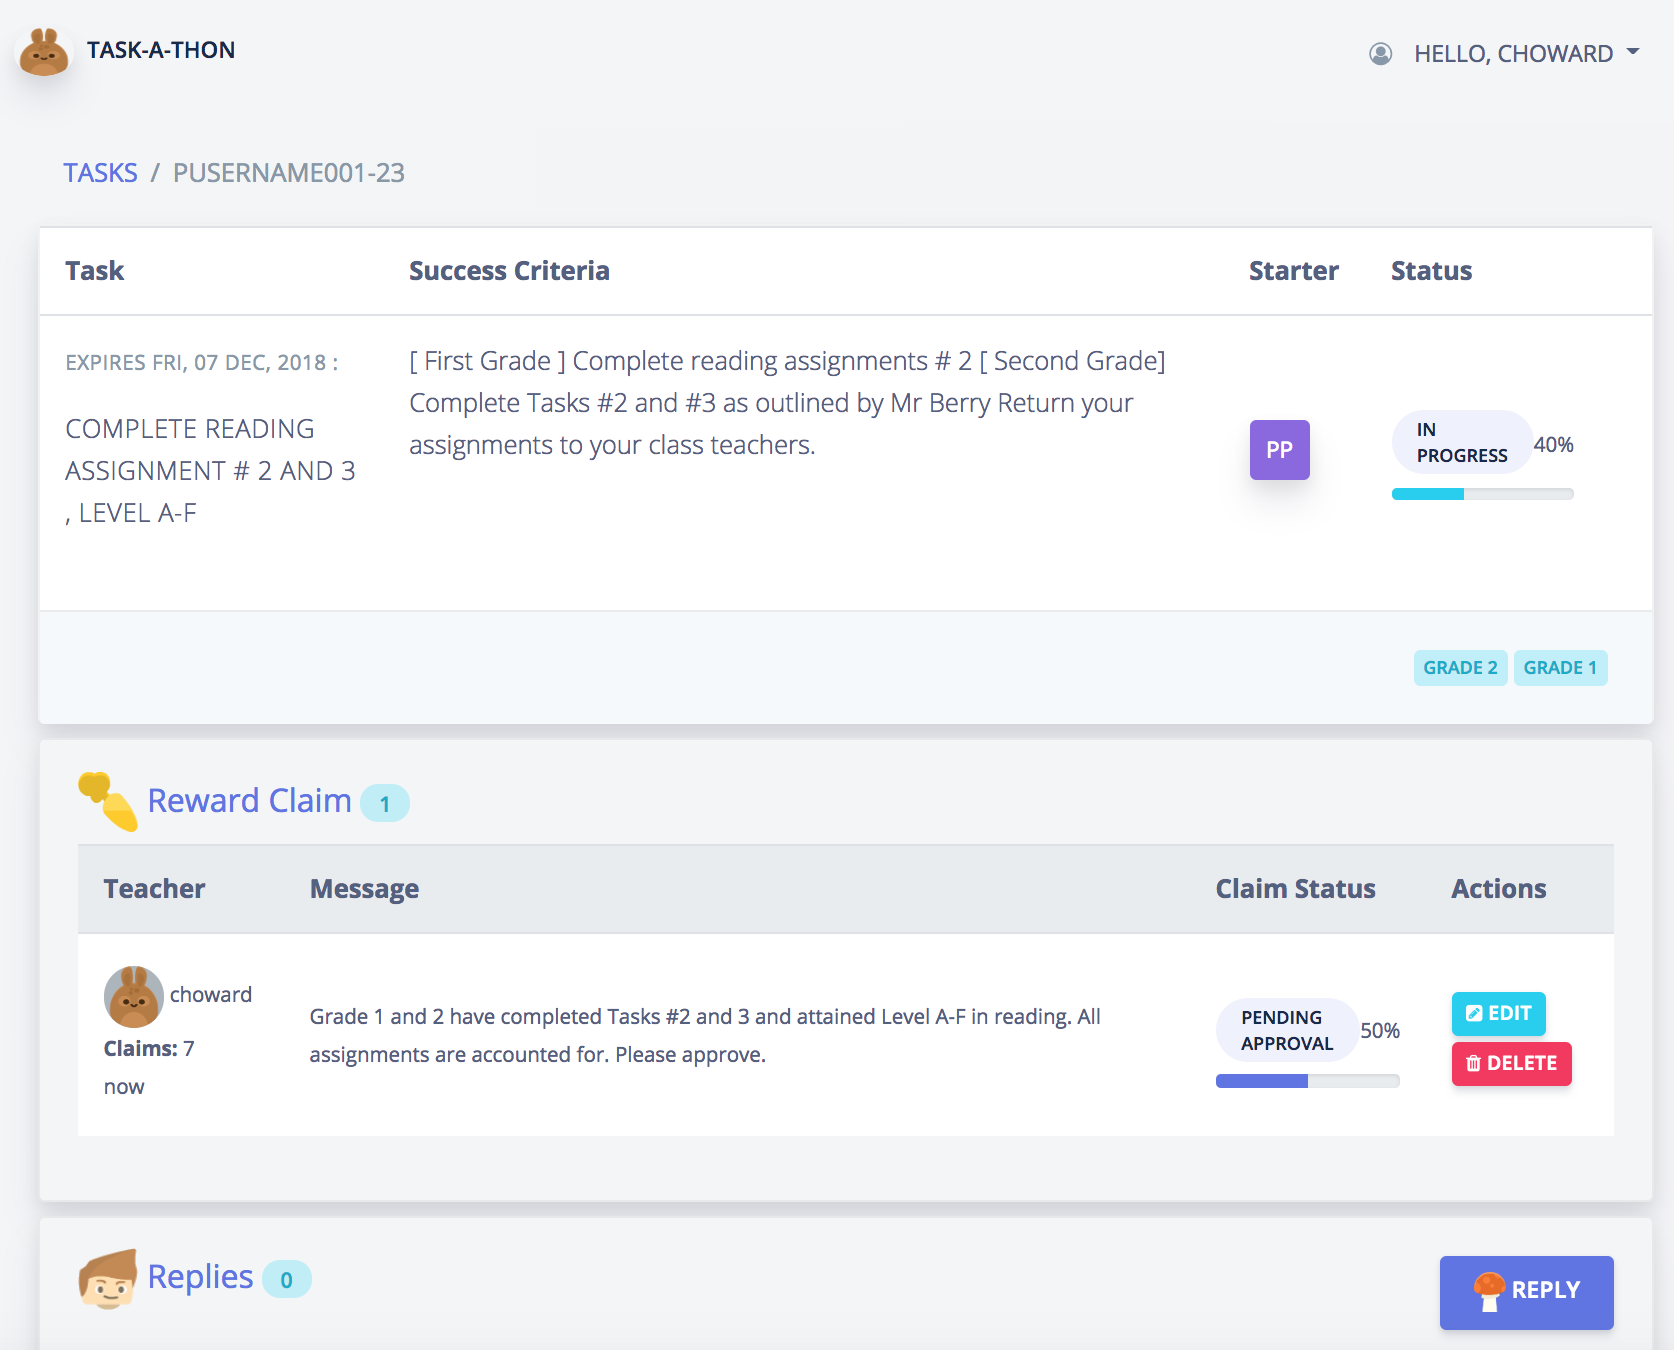 TASK-A-THON
HELLO, CHOWARD
TASKS / PUSERNAME001-23
Task Success Criteria Starter Status
EXPIRES FRI, 07 DEC, 2018 :
COMPLETE READING
ASSIGNMENT # 2 AND 3
, LEVEL A-F
[ First Grade ] Complete reading assignments # 2 [ Second Grade]
Complete Tasks #2 and #3 as outlined by Mr Berry Return your
assignments to your class teachers.
PP
IN
PROGRESS
40%
GRADE 2 GRADE 1
Reward Claim 1
Teacher Message Claim Status Actions
choward
Claims: 7
now
Grade 1 and 2 have completed Tasks #2 and 3 and attained Level A-F in reading. All
assignments are accounted for. Please approve.
PENDING
APPROVAL
50%
EDIT
DELETE
Replies 0
REPLY